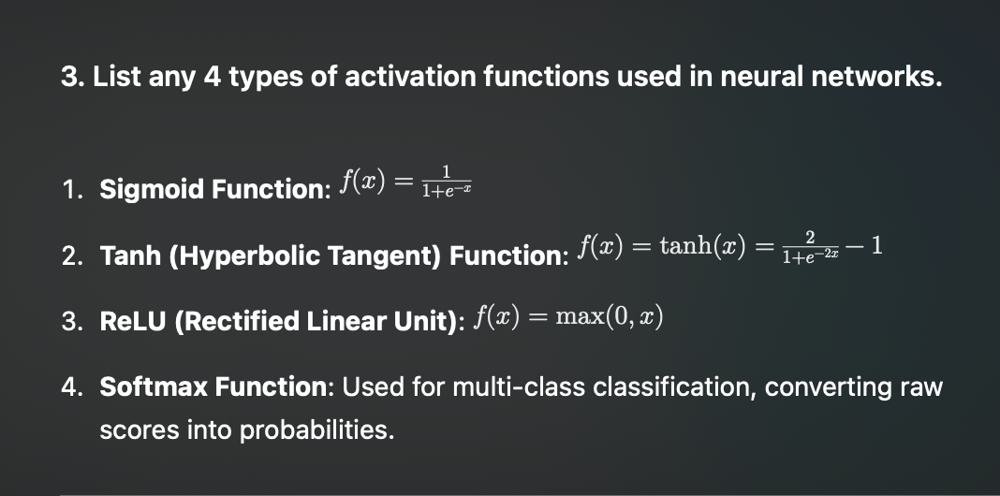 3. List any 4 types of activation functions used in neural networks.
1. Sigmoid Function: f(x) = \frac{1}{1+e^{-x}}
2. Tanh (Hyperbolic Tangent) Function: f(x) = tanh(x) = \frac{2}{1+e^{-2x}} − 1
3. ReLU (Rectified Linear Unit): f(x) = max(0, x)
4. Softmax Function: Used for multi-class classification, converting raw
scores into probabilities.